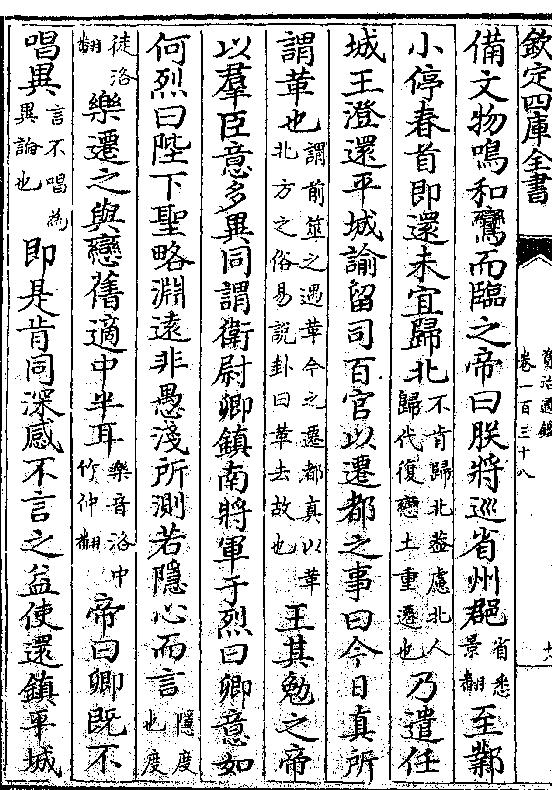 欽定四庫全書
資治通鑑
卷一百三十八
備文物鳴和鸞而臨之帝曰朕將巡省州郡省悉景翻至鄴
小停春首即還未宜歸北不肯歸北葢慮北人歸代復戀土重遷也乃遣任
城王澄還平城諭留司百官以遷都之事曰今日真所
謂革也謂前筮之遇革今之遷都真以革北方之俗易說卦曰革去故也王其勉之帝
以羣臣意多異同謂衛尉卿鎮南將軍于烈曰卿意如
何烈曰陛下聖略淵遠非愚淺所測若隱心而言隱度也度
徒洛翻樂遷之與戀舊適中半耳樂音洛中竹仲翻帝曰卿既不
唱異言不唱為異論也即是肯同深感不言之益使還鎮平城